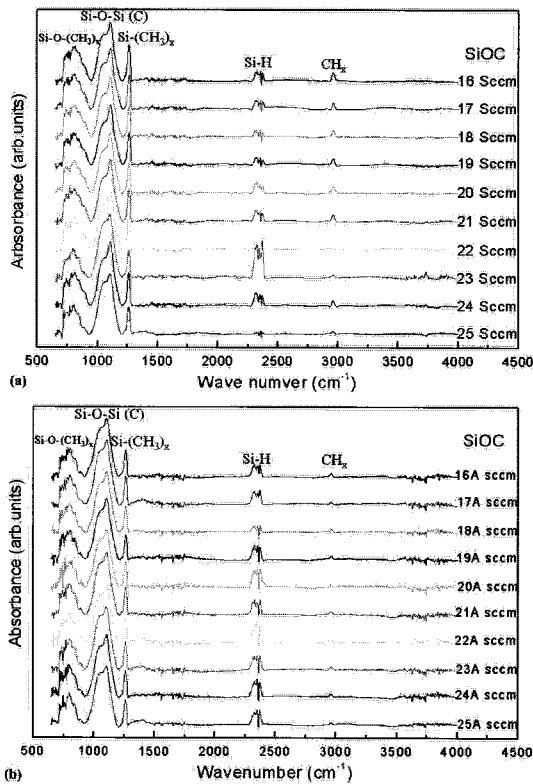 Si-O-Si (C)
Si-O-(CH3)x
Si-(CH3)x
Si-H
CHx
SiOC
16 Sccm
17 Sccm
18 Sccm
19 Sccm
20 Sccm
21 Sccm
22 Sccm
23 Sccm
24 Sccm
25 Sccm
Arbsorbance (arb.units)
500 1000 1500 2000 2500 3000 3500 4000 4500
(a)
Wave numver (cm-1)
Si-O-Si (C)
Si-O-(CH3)x
Si-(CH3)x
Si-H
CHx
SiOC
16A sccm
17A sccm
18A sccm
19A sccm
20A sccm
21A sccm
22A sccm
23A sccm
24A sccm
25A sccm
Absorbance (arb.units)
500 1000 1500 2000 2500 3000 3500 4000 4500
(b)
Wavenumber (cm-1)